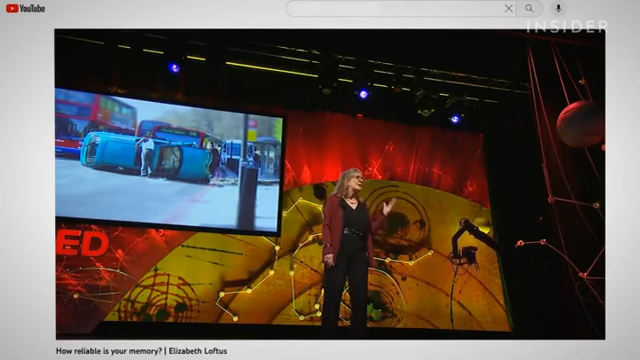 YouTube
INSIDER
ED
How reliable is your memory? | Elizabeth Loftus